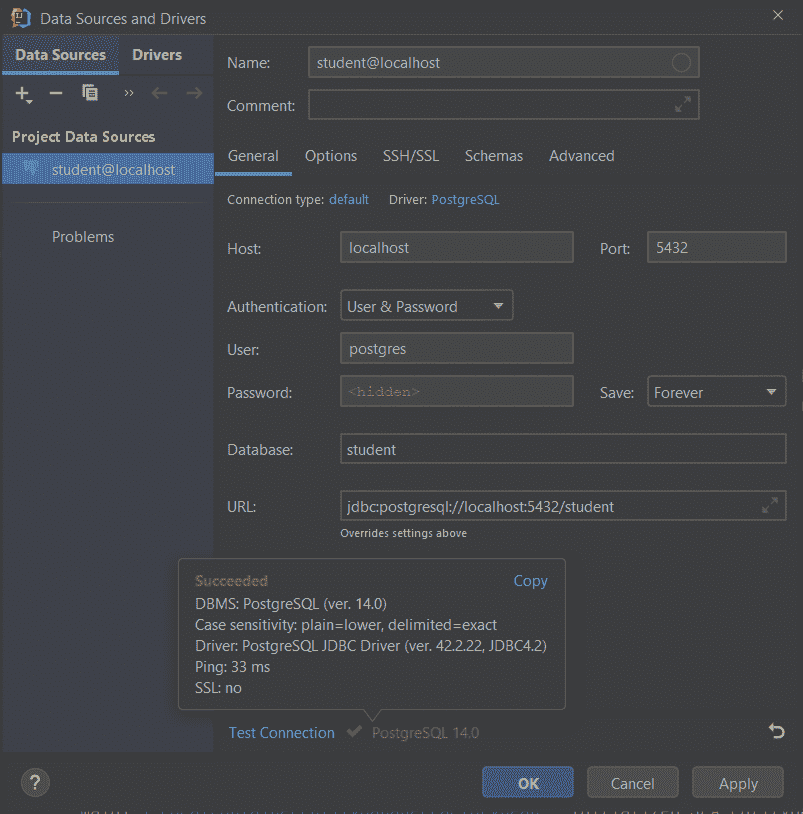 Data Sources and Drivers
Data Sources Drivers
Project Data Sources
student@localhost
Problems
Name: student@localhost
Comment:
General Options SSH/SSL Schemas Advanced
Connection type: default Driver: PostgreSQL
Host: localhost Port: 5432
Authentication: User & Password
User: postgres
Password: <hidden> Save: Forever
Database: student
URL: jdbc:postgresql://localhost:5432/student
Overrides settings above
Succeeded Copy
DBMS: PostgreSQL (ver. 14.0)
Case sensitivity: plain=lower, delimited=exact
Driver: PostgreSQL JDBC Driver (ver. 42.2.22, JDBC4.2)
Ping: 33 ms
SSL: no
Test Connection PostgreSQL 14.0
? OK Cancel Apply